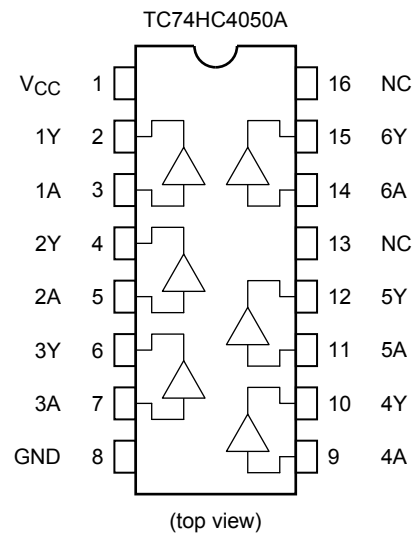 TC74HC4050A
VCC 1 16 NC
1Y 2 15 6Y
1A 3 14 6A
2Y 4 13 NC
2A 5 12 5Y
3Y 6 11 5A
3A 7 10 4Y
GND 8 9 4A
(top view)